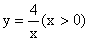 y = 4/x (x > 0)